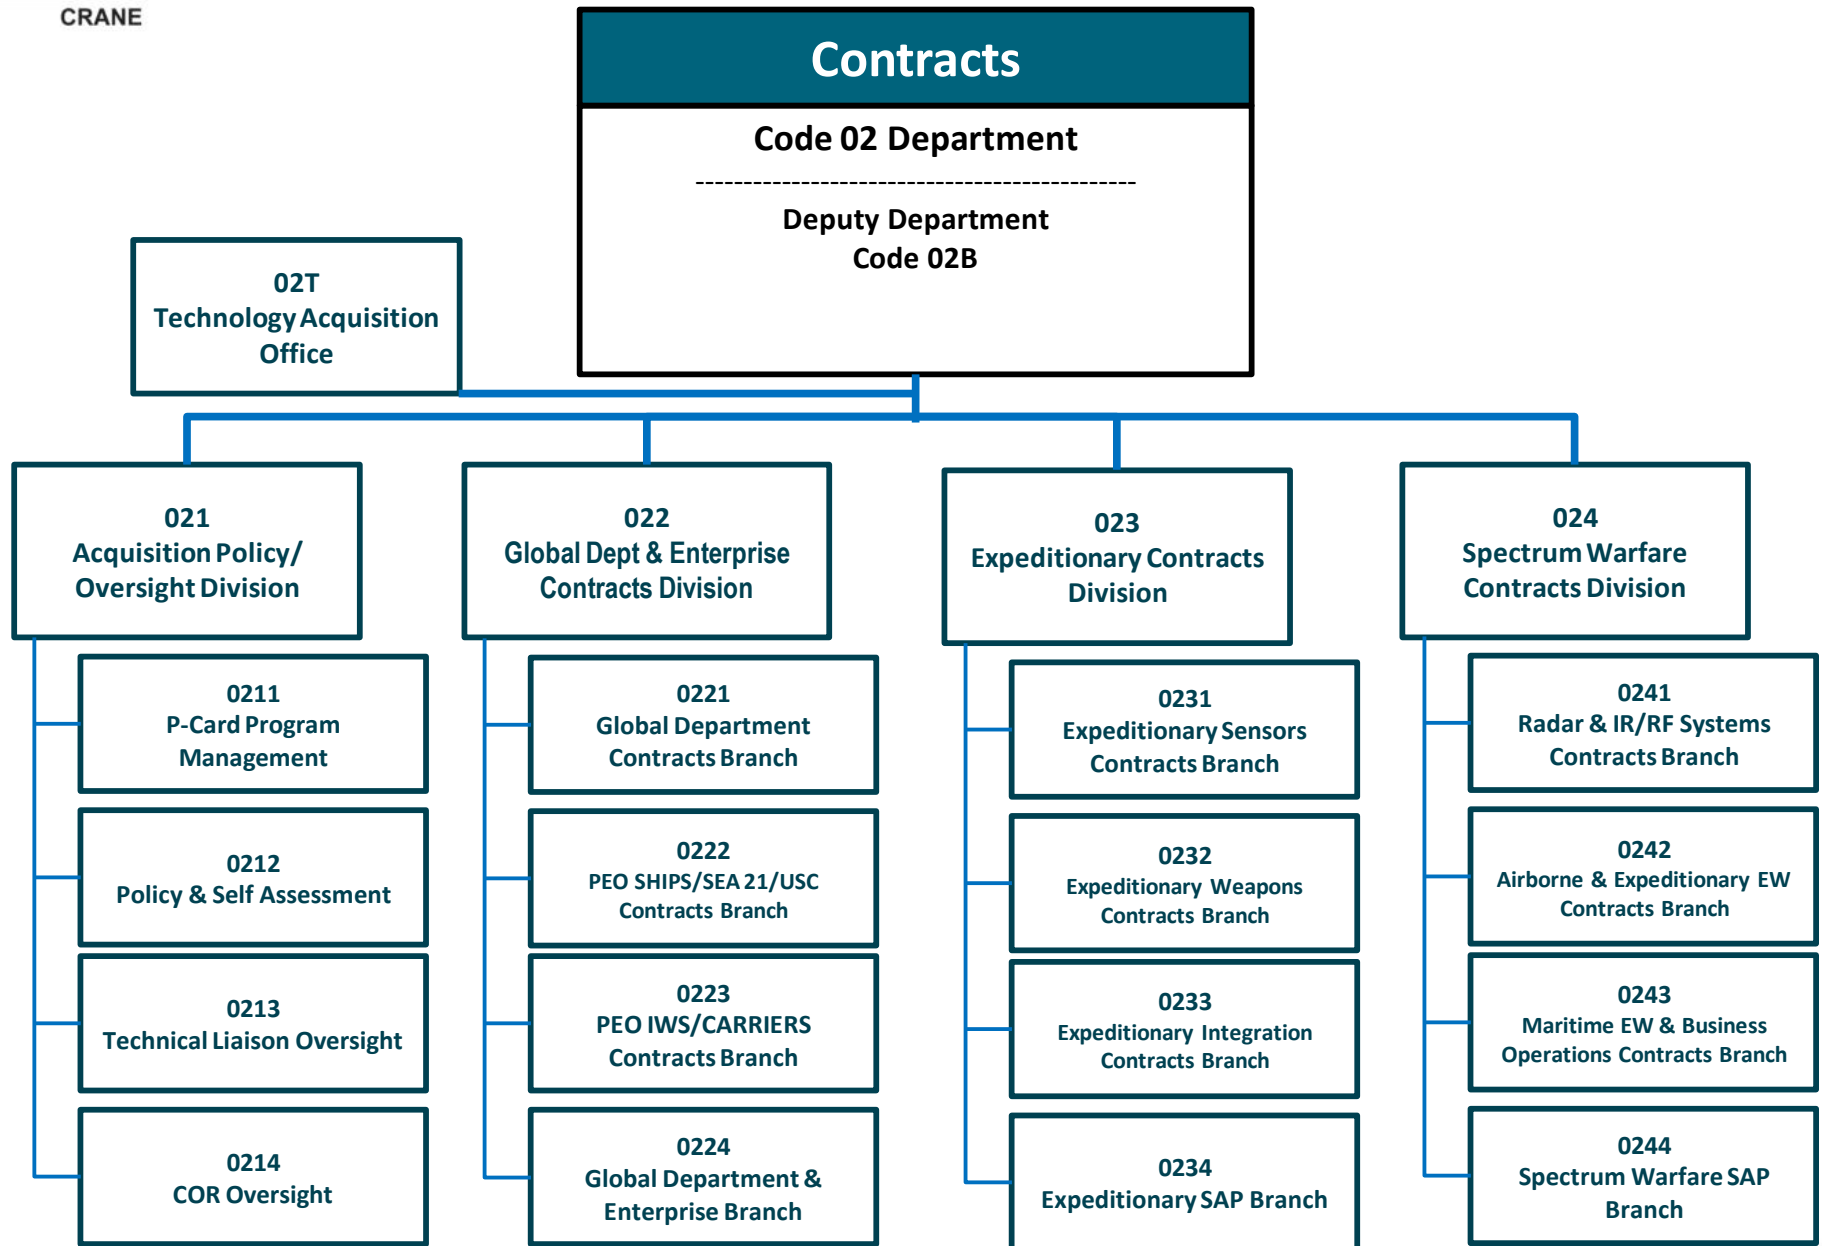 CRANE
Contracts
Code 02 Department
----------------------------------------------
Deputy Department
Code 02B
02T
Technology Acquisition
Office
021
Acquisition Policy/
Oversight Division
022
Global Dept & Enterprise
Contracts Division
023
Expeditionary Contracts
Division
024
Spectrum Warfare
Contracts Division
0211
P-Card Program
Management
0212
Policy & Self Assessment
0213
Technical Liaison Oversight
0214
COR Oversight
0221
Global Department
Contracts Branch
0222
PEO SHIPS/SEA 21/USC
Contracts Branch
0223
PEO IWS/CARRIERS
Contracts Branch
0224
Global Department &
Enterprise Branch
0231
Expeditionary Sensors
Contracts Branch
0232
Expeditionary Weapons
Contracts Branch
0233
Expeditionary Integration
Contracts Branch
0234
Expeditionary SAP Branch
0241
Radar & IR/RF Systems
Contracts Branch
0242
Airborne & Expeditionary EW
Contracts Branch
0243
Maritime EW & Business
Operations Contracts Branch
0244
Spectrum Warfare SAP
Branch